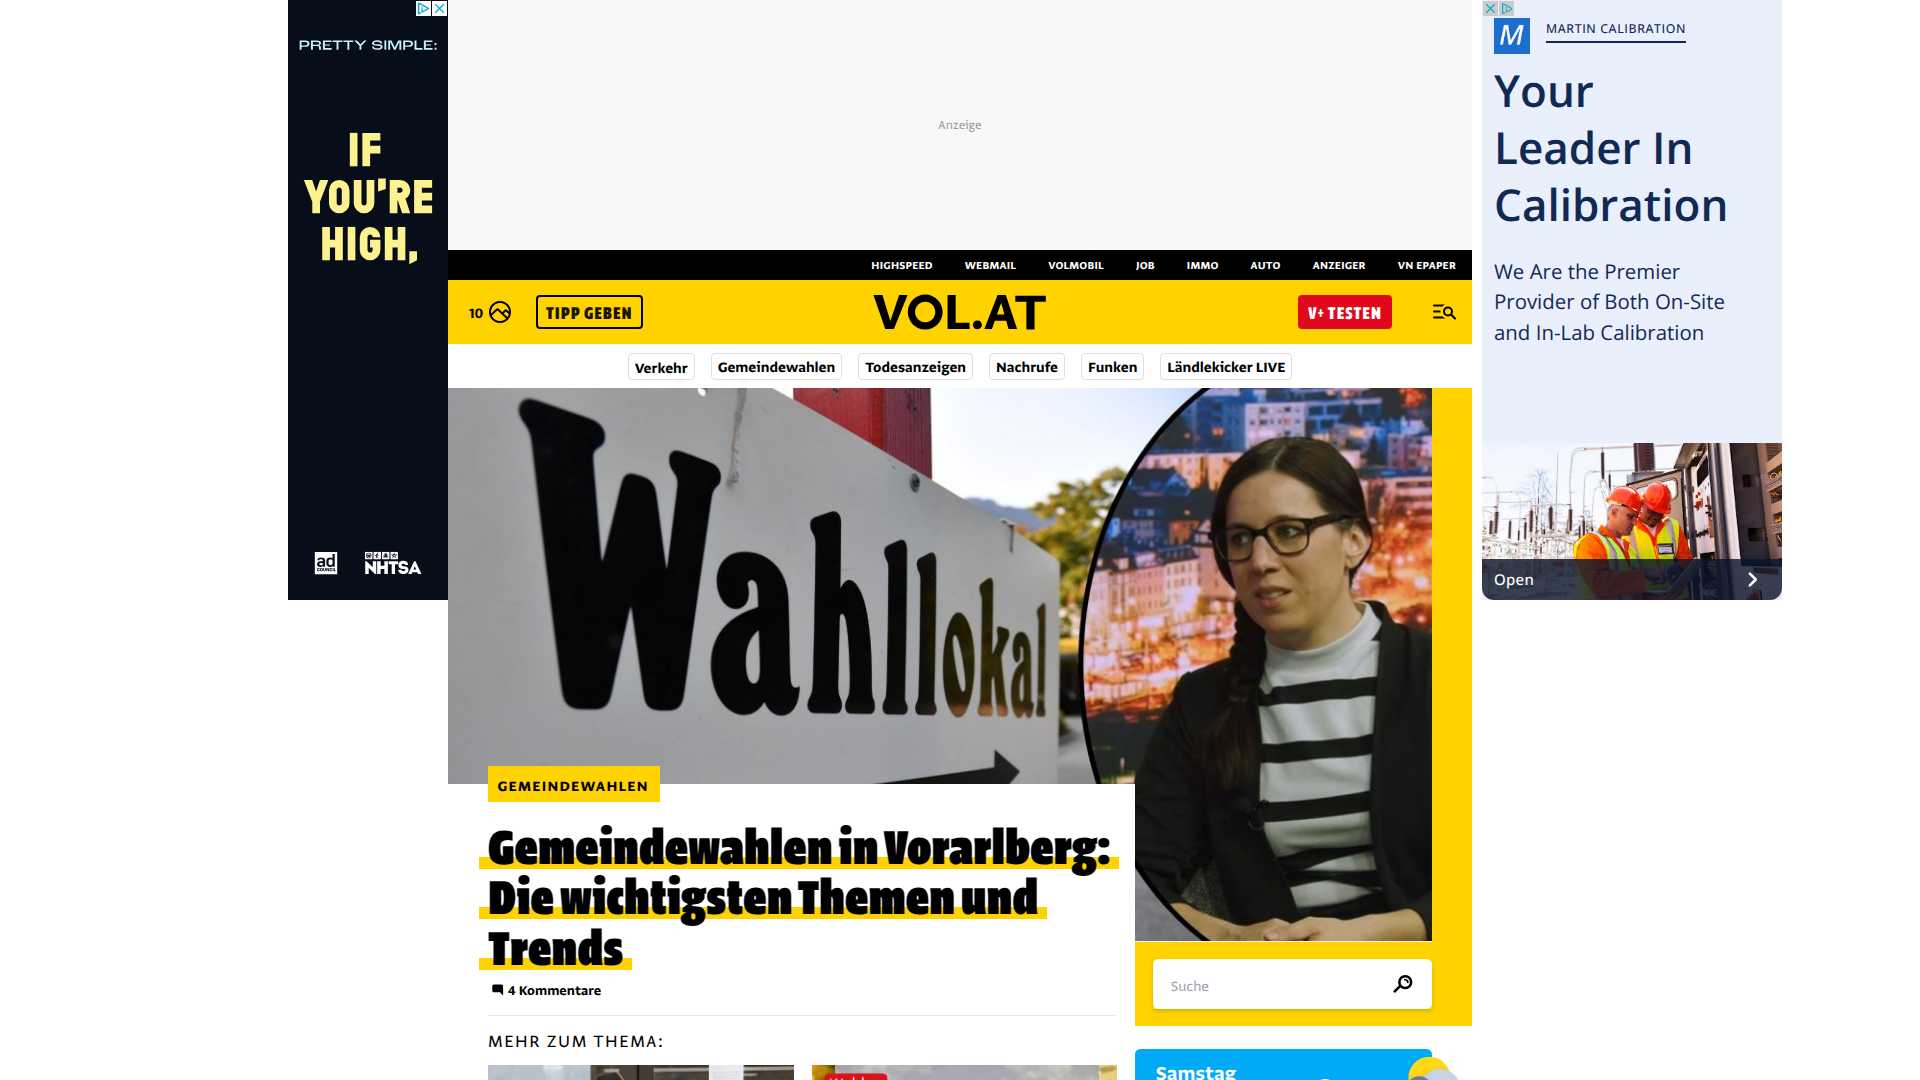 PRETTY SIMPLE:
IF
YOU'RE
HIGH,
ad
COUNCIL
NHTSA
Anzeige
HIGHSPEED WEBMAIL VOLMOBIL JOB IMMO AUTO ANZEIGER VN EPAPER
10 TIPP GEBEN VOL.AT V+ TESTEN
Verkehr Gemeindewahlen Todesanzeigen Nachrufe Funken Ländlekicker LIVE
Wahllokal
GEMEINDEWAHLEN
Gemeindewahlen in Vorarlberg:
Die wichtigsten Themen und
Trends
4 Kommentare
MEHR ZUM THEMA:
Suche
Samstag
M MARTIN CALIBRATION
Your
Leader In
Calibration
We Are the Premier
Provider of Both On-Site
and In-Lab Calibration
Open